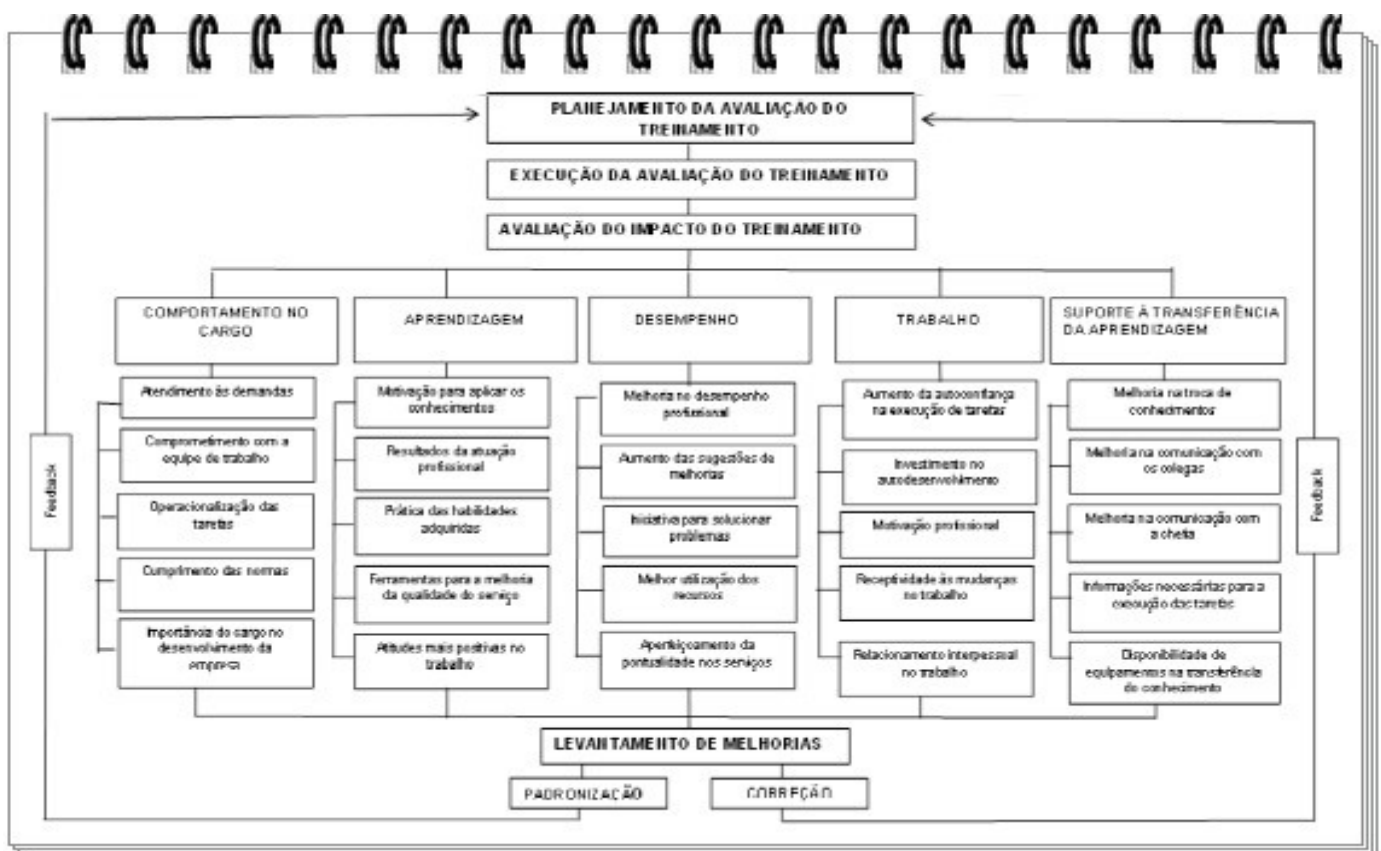 PLANEJAMENTO DA AVALIAÇÃO DO
TREINAMENTO
EXECUÇÃO DA AVALIAÇÃO DO TREINAMENTO
AVALIAÇÃO DO IMPACTO DO TREINAMENTO
COMPORTAMENTO NO
CARGO
Atendimento às demandas
Comprometimento com a
equipe de trabalho
Operacionalização das
tarefas
Cumprimento das normas
Importância do cargo no
desenvolvimento da
empresa
APRENDIZAGEM
Motivação para aplicar os
conhecimentos
Resultados da atuação
profissional
Prática das habilidades
adquiridas
Ferramentas para a melhoria
da qualidade do serviço
Atitudes mais positivas no
trabalho
DESEMPENHO
Melhoria no desempenho
profissional
Aumento das sugestões de
melhorias
Iniciativa para solucionar
problemas
Melhor utilização dos
recursos
Aperfeiçoamento da
pontualidade nos serviços
TRABALHO
Aumento da autoconfiança
na execução de tarefas
Investimento no
autodesenvolvimento
Motivação profissional
Receptividade às mudanças
no trabalho
Relacionamento interpessoal
no trabalho
SUPORTE À TRANSFERÊNCIA
DA APRENDIZAGEM
Melhoria na troca de
conhecimentos
Melhoria na comunicação com
os colegas
Melhoria na comunicação com
a chefia
Informações necessárias para a
execução das tarefas
Disponibilidade de
equipamentos na transferência
do conhecimento
Feedback
Feedback
LEVANTAMENTO DE MELHORIAS
PADRONIZAÇÃO
CORREÇÃO